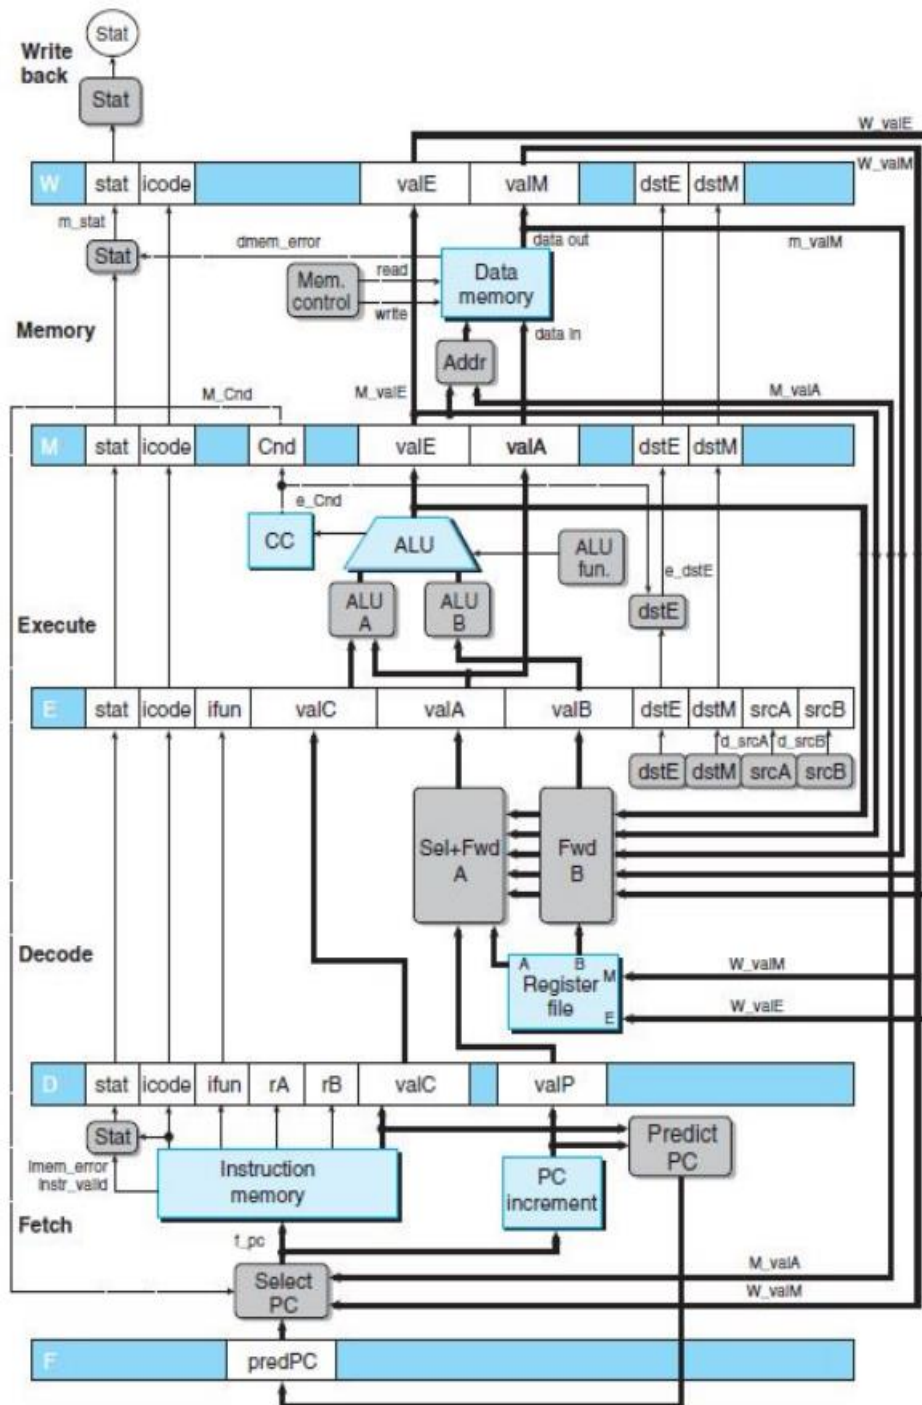 Stat
Write
back
Stat
W_valE
W_valM
W stat icode valE valM dstE dstM
m_stat
data out
m_valM
dmem_error
Stat
Mem.
control
read
write
Data
memory
Memory
data in
Addr
M_Cnd
M_valE
M_valA
M stat icode Cnd valE valA dstE dstM
e_Cnd
CC
ALU
ALU
fun.
e_dstE
ALU
A
ALU
B
dstE
Execute
E stat icode ifun valC valA valB dstE dstM srcA srcB
d_srcA d_srcB
dstE dstM srcA srcB
Sel+Fwd
A
Fwd
B
Decode
A B
M
Register
file
E
W_valM
W_valE
D stat icode ifun rA rB valC valP
Stat
Imem_error
Instr_valid
Instruction
memory
PC
increment
Predict
PC
Fetch
f_pc
M_valA
Select
PC
W_valM
F predPC